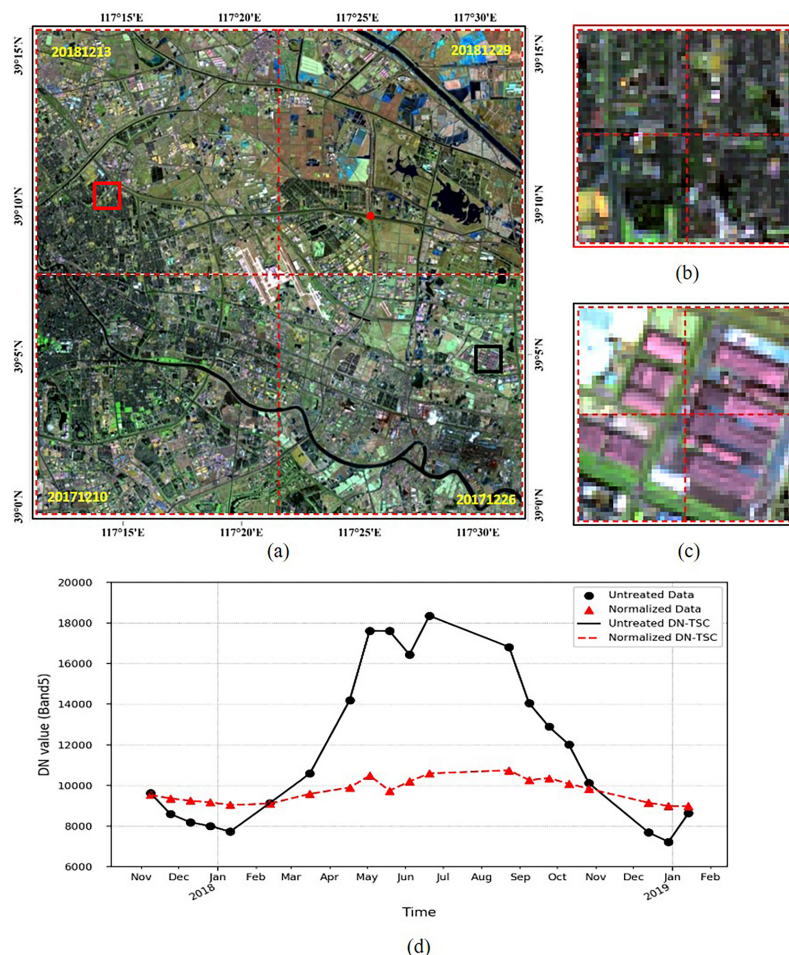 117°15'E 117°20'E 117°25'E 117°30'E
39°15'N
20181213
20181229
39°15'N
39°10'N
39°10'N
39°5'N
39°5'N
20171210
20171226
39°0'N
39°0'N
117°15'E 117°20'E 117°25'E 117°30'E
(a)
(b)
(c)
20000
18000
16000
14000
12000
10000
8000
6000
DN value (Band5)
Untreated Data
Normalized Data
Untreated DN-TSC
Normalized DN-TSC
Nov Dec Jan Feb Mar Apr May Jun Jul Aug Sep Oct Nov Dec Jan Feb
2018 2019
Time
(d)